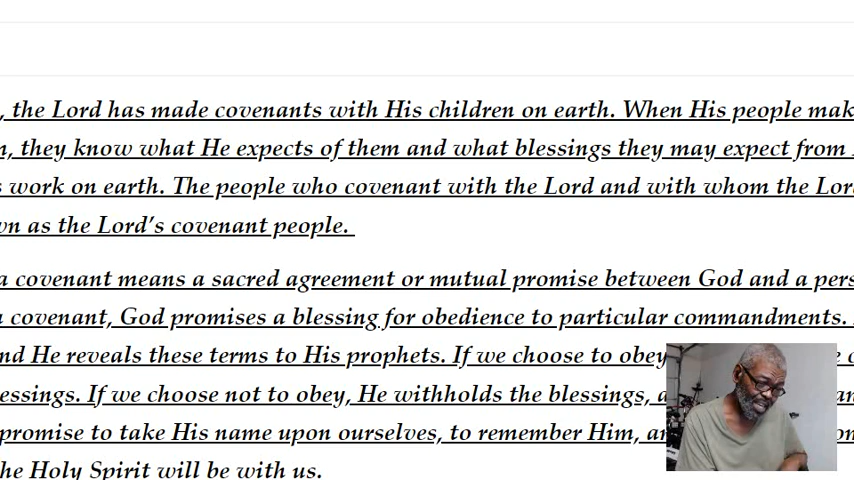 , the Lord has made covenants with His children on earth. When His people mak
n, they know what He expects of them and what blessings they may expect from
s work on earth. The people who covenant with the Lord and with whom the Lor
wn as the Lord’s covenant people.
a covenant means a sacred agreement or mutual promise between God and a pers
a covenant, God promises a blessing for obedience to particular commandments.
nd He reveals these terms to His prophets. If we choose to obey
essings. If we choose not to obey, He withholds the blessings, a
promise to take His name upon ourselves, to remember Him, an
he Holy Spirit will be with us.